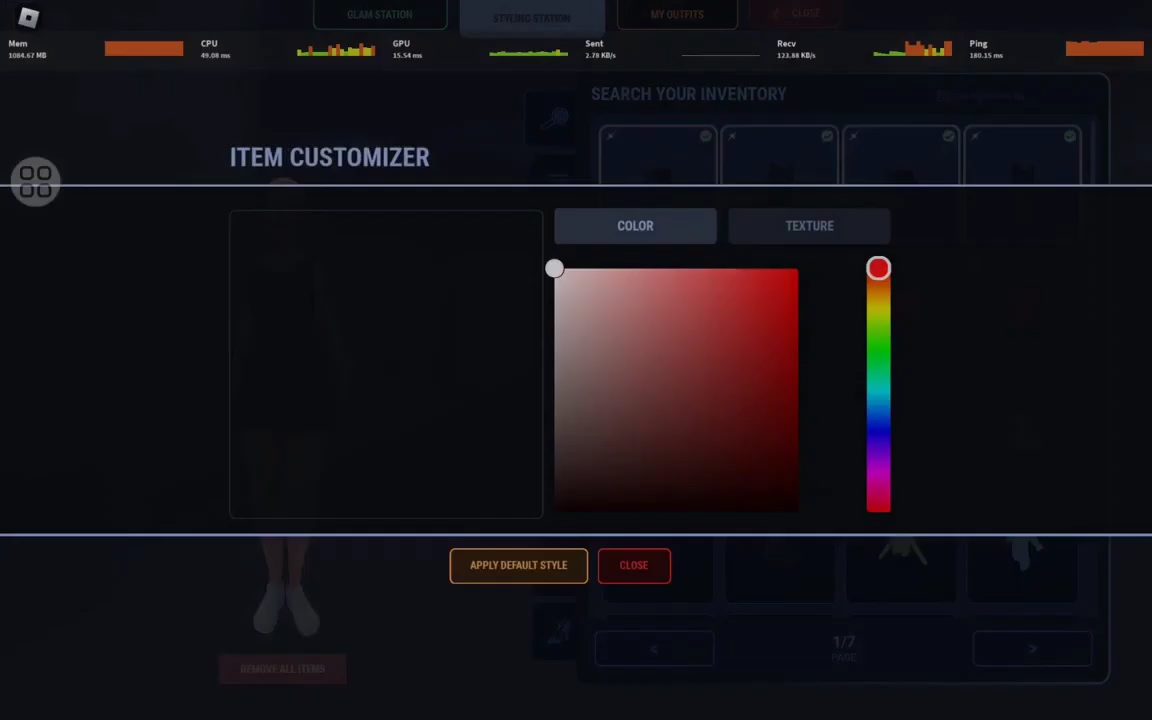 GLAM STATION
STYLING STATION
MY OUTFITS
CLOSE
Mem
1084.67 MB
CPU
49.08 ms
GPU
15.54 ms
Sent
2.78 KB/s
Recv
123.88 KB/s
Ping
180.15 ms
SEARCH YOUR INVENTORY
ITEM CUSTOMIZER
COLOR
TEXTURE
APPLY DEFAULT STYLE
CLOSE
<
1/7
PAGE
>
REMOVE ALL ITEMS